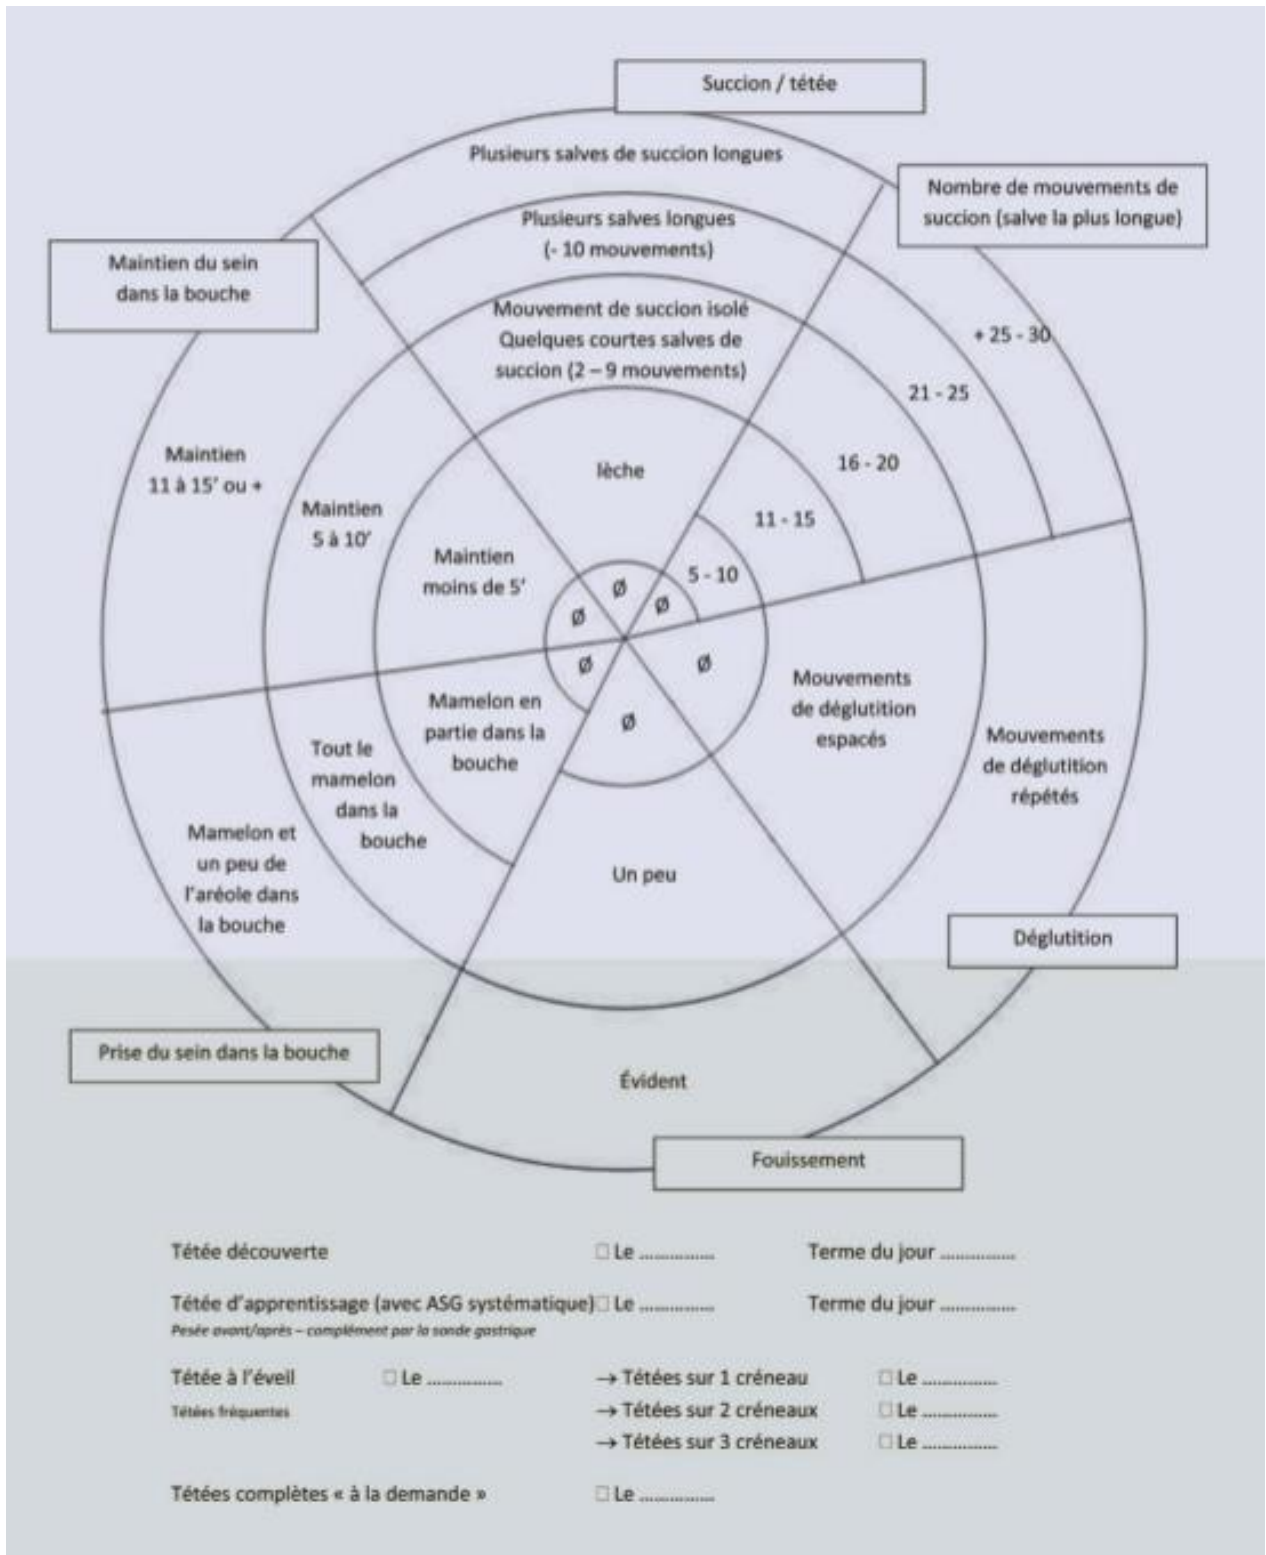 Succion / tétée
Plusieurs salves de succion longues
Nombre de mouvements de
succion (salve la plus longue)
Plusieurs salves longues
(- 10 mouvements)
Maintien du sein
dans la bouche
Mouvement de succion isolé
Quelques courtes salves de
succion (2 – 9 mouvements)
+ 25 - 30
21 - 25
16 - 20
11 - 15
5 - 10
lèche
Maintien
11 à 15' ou +
Maintien
5 à 10'
Maintien
moins de 5'
Ø
Ø
Ø
Ø
Ø
Ø
Mamelon en
partie dans la
bouche
Tout le
mamelon
dans la
bouche
Mamelon et
un peu de
l'aréole dans
la bouche
Mouvements
de déglutition
espacés
Mouvements
de déglutition
répétés
Un peu
Déglutition
Prise du sein dans la bouche
Évident
Fouissement
Tétée découverte □ Le ............... Terme du jour ...............
Tétée d'apprentissage (avec ASG systématique) □ Le ............... Terme du jour ...............
Pesée avant/après – complément par la sonde gastrique
Tétée à l'éveil □ Le ............... → Tétées sur 1 créneau □ Le ...............
Tétées fréquentes → Tétées sur 2 créneaux □ Le ...............
→ Tétées sur 3 créneaux □ Le ...............
Tétées complètes « à la demande » □ Le ...............